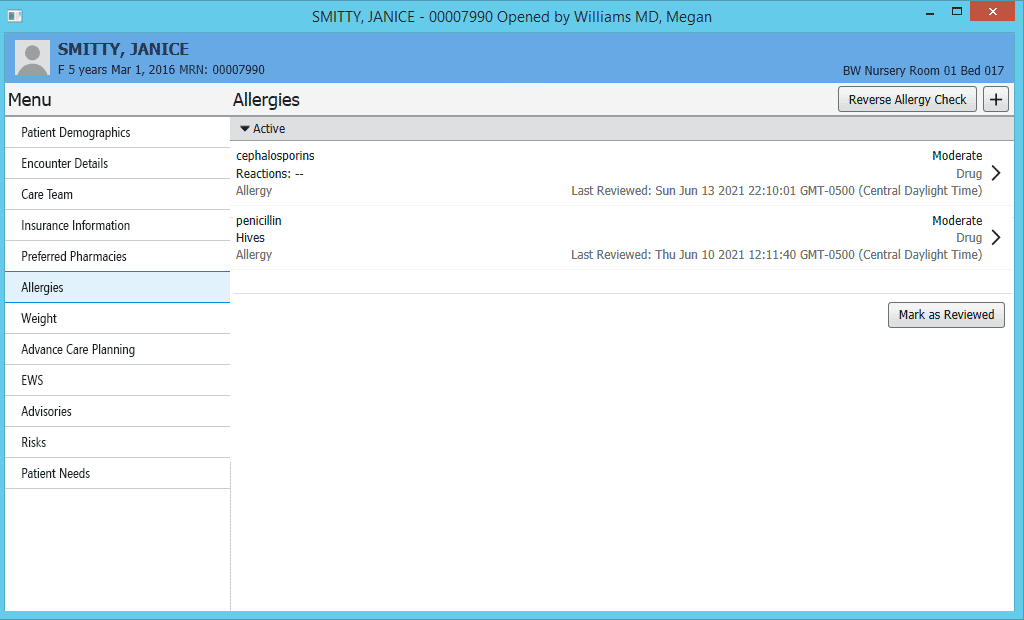 SMITTY, JANICE - 00007990 Opened by Williams MD, Megan
SMITTY, JANICE
F 5 years Mar 1, 2016 MRN: 00007990
BW Nursery Room 01 Bed 017
Menu
Allergies
Reverse Allergy Check
+
Patient Demographics
Encounter Details
Care Team
Insurance Information
Preferred Pharmacies
Allergies
Weight
Advance Care Planning
EWS
Advisories
Risks
Patient Needs
Active
cephalosporins
Moderate
Reactions: --
Drug
Allergy
Last Reviewed: Sun Jun 13 2021 22:10:01 GMT-0500 (Central Daylight Time)
penicillin
Moderate
Hives
Drug
Allergy
Last Reviewed: Thu Jun 10 2021 12:11:40 GMT-0500 (Central Daylight Time)
Mark as Reviewed